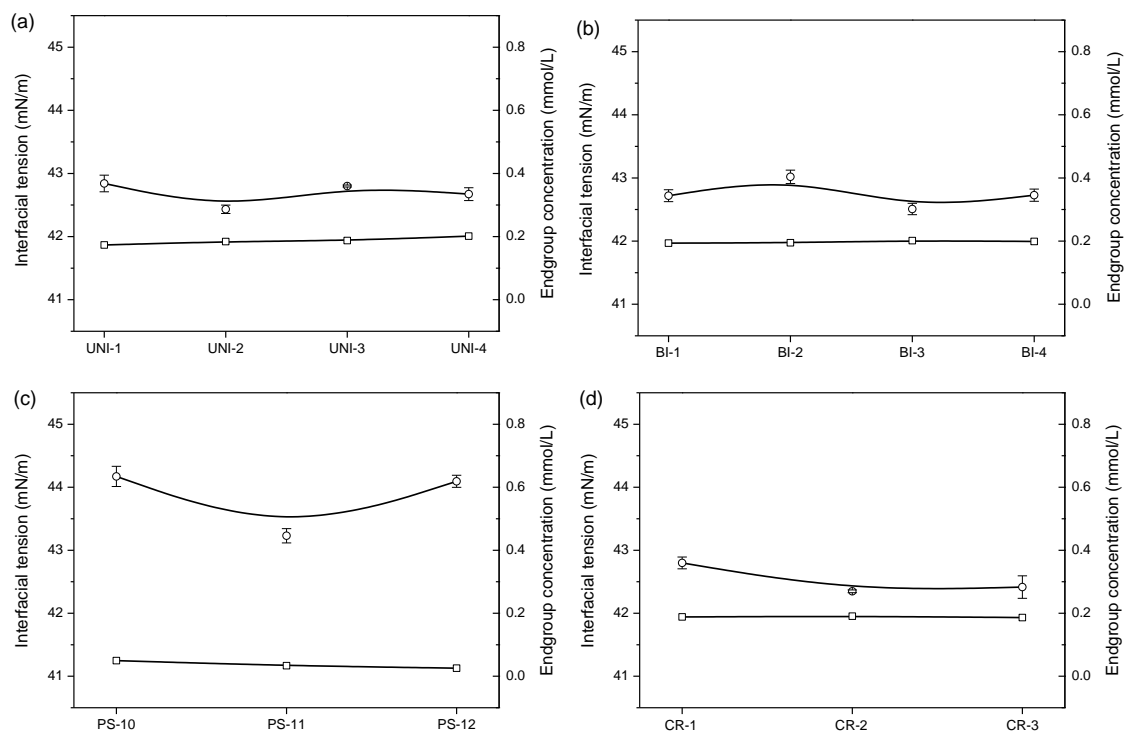 (a)
Interfacial tension (mN/m)
45
44
43
42
41
0.8
0.6
0.4
0.2
0.0
Endgroup concentration (mmol/L)
UNI-1 UNI-2 UNI-3 UNI-4
(b)
Interfacial tension (mN/m)
45
44
43
42
41
0.8
0.6
0.4
0.2
0.0
Endgroup concentration (mmol/L)
BI-1 BI-2 BI-3 BI-4
(c)
Interfacial tension (mN/m)
45
44
43
42
41
0.8
0.6
0.4
0.2
0.0
Endgroup concentration (mmol/L)
PS-10 PS-11 PS-12
(d)
Interfacial tension (mN/m)
45
44
43
42
41
0.8
0.6
0.4
0.2
0.0
Endgroup concentration (mmol/L)
CR-1 CR-2 CR-3